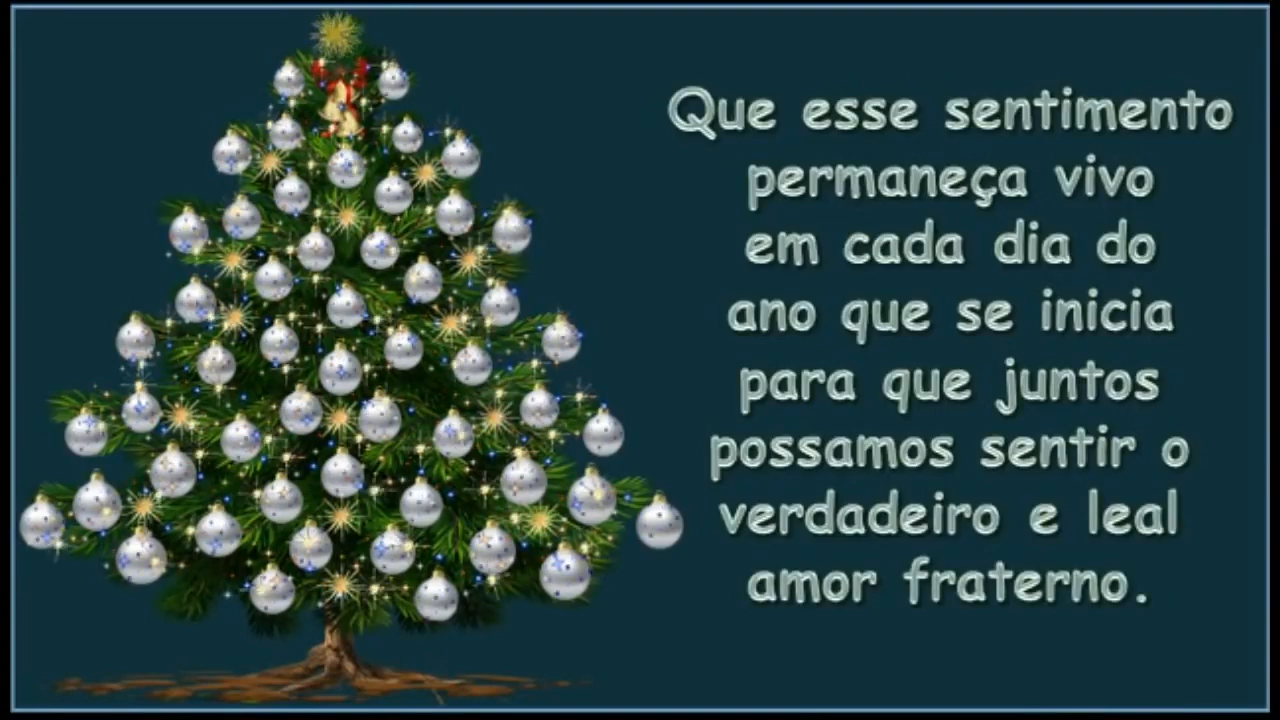 Que esse sentimento
permaneça vivo
em cada dia do
ano que se inicia
para que juntos
possamos sentir o
verdadeiro e leal
amor fraterno.